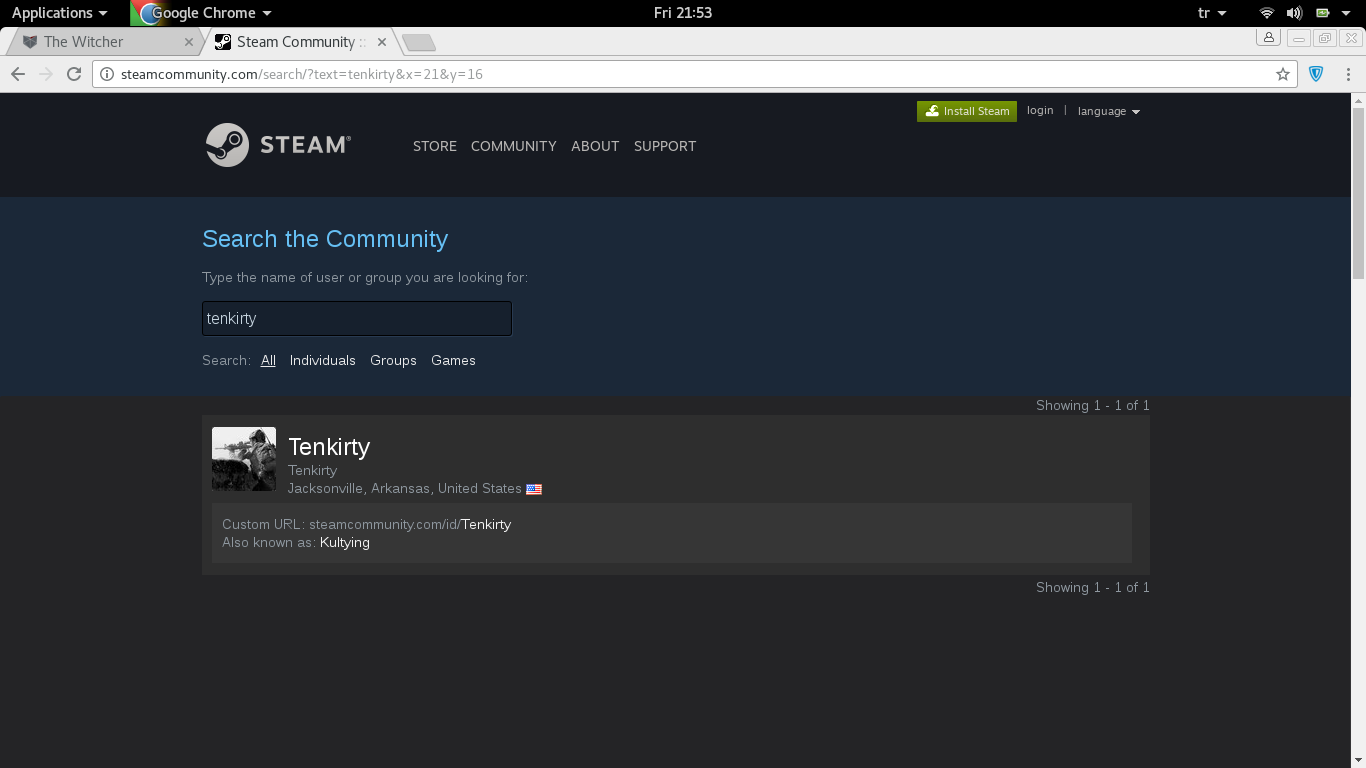 Applications Google Chrome Fri 21:53 tr
The Witcher Steam Community ::
steamcommunity.com/search/?text=tenkirty&x=21&y=16
Install Steam login | language
STEAM® STORE COMMUNITY ABOUT SUPPORT
Search the Community
Type the name of user or group you are looking for:
tenkirty
Search: All Individuals Groups Games
Showing 1 - 1 of 1
Tenkirty
Tenkirty
Jacksonville, Arkansas, United States
Custom URL: steamcommunity.com/id/Tenkirty
Also known as: Kultying
Showing 1 - 1 of 1